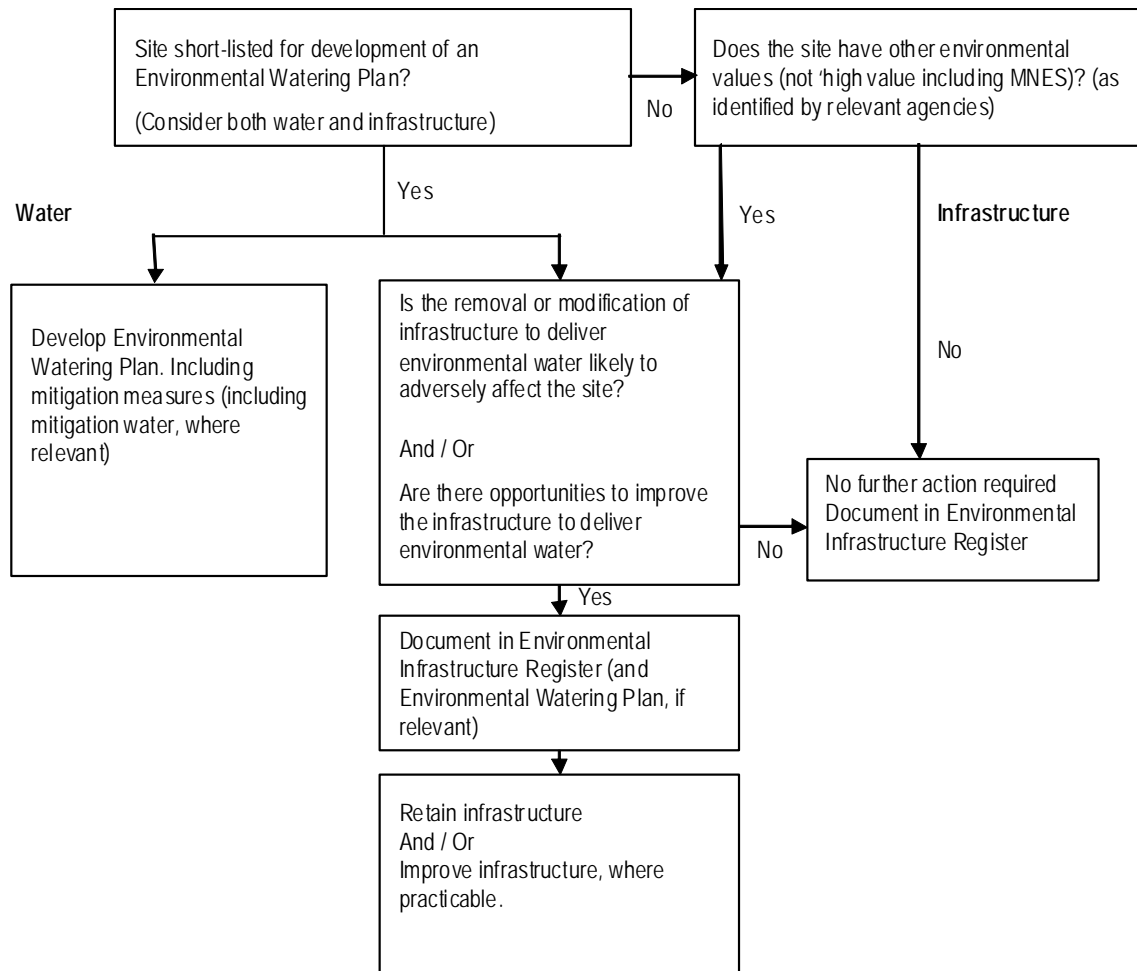 Site short-listed for development of an
Environmental Watering Plan?
(Consider both water and infrastructure)
No
Does the site have other environmental
values (not ‘high value including MNES)? (as
identified by relevant agencies)
Yes
Water
Yes
Infrastructure
Develop Environmental
Watering Plan. Including
mitigation measures (including
mitigation water, where
relevant)
Is the removal or modification of
infrastructure to deliver
environmental water likely to
adversely affect the site?
And / Or
Are there opportunities to improve
the infrastructure to deliver
environmental water?
No
No
No further action required
Document in Environmental
Infrastructure Register
Yes
Document in Environmental
Infrastructure Register (and
Environmental Watering Plan, if
relevant)
Retain infrastructure
And / Or
Improve infrastructure, where
practicable.